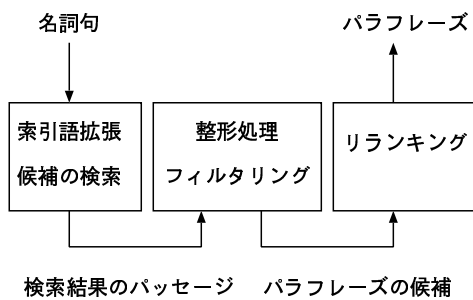 名詞句
パラフレーズ
索引語拡張
候補の検索
整形処理
フィルタリング
リランキング
検索結果のパッセージ
パラフレーズの候補